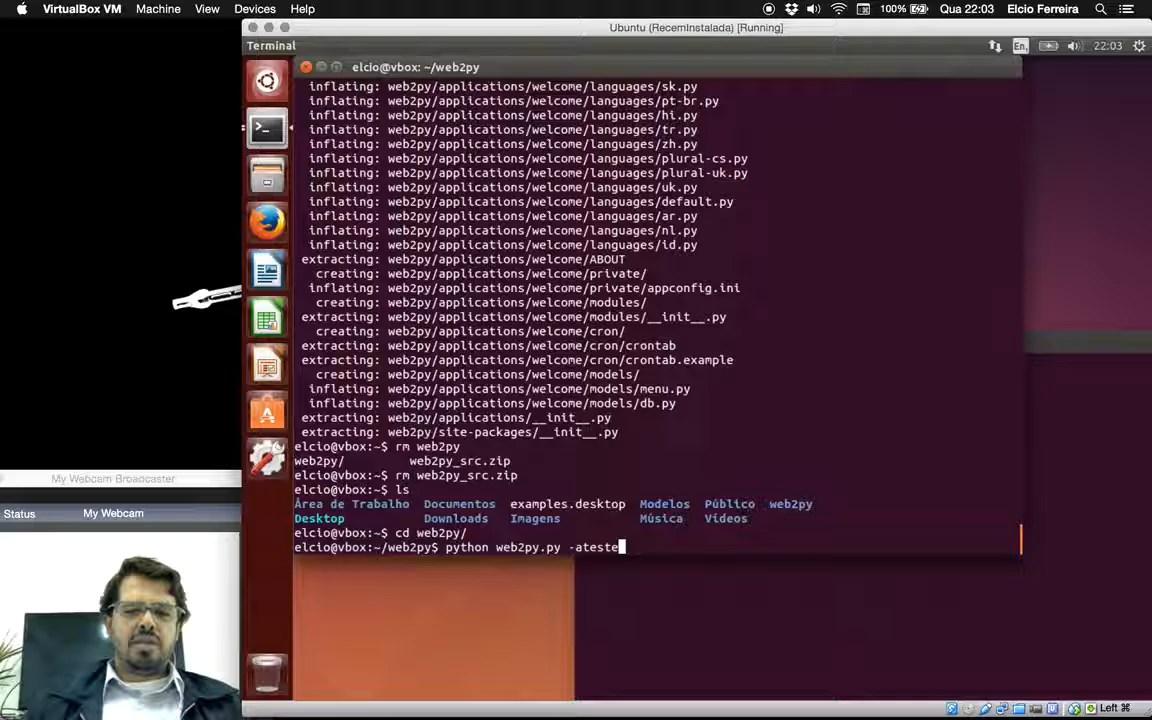 VirtualBox VM Machine View Devices Help 100% Qua 22:03 Elcio Ferreira
Ubuntu (RecemInstalada) [Running]
Terminal En 22:03
elcio@vbox: ~/web2py
inflating: web2py/applications/welcome/languages/sk.py
inflating: web2py/applications/welcome/languages/pt-br.py
inflating: web2py/applications/welcome/languages/hi.py
inflating: web2py/applications/welcome/languages/tr.py
inflating: web2py/applications/welcome/languages/zh.py
inflating: web2py/applications/welcome/languages/plural-cs.py
inflating: web2py/applications/welcome/languages/plural-uk.py
inflating: web2py/applications/welcome/languages/uk.py
inflating: web2py/applications/welcome/languages/default.py
inflating: web2py/applications/welcome/languages/ar.py
inflating: web2py/applications/welcome/languages/nl.py
inflating: web2py/applications/welcome/languages/id.py
extracting: web2py/applications/welcome/ABOUT
creating: web2py/applications/welcome/private/
inflating: web2py/applications/welcome/private/appconfig.ini
creating: web2py/applications/welcome/modules/
extracting: web2py/applications/welcome/modules/__init__.py
creating: web2py/applications/welcome/cron/
extracting: web2py/applications/welcome/cron/crontab
extracting: web2py/applications/welcome/cron/crontab.example
creating: web2py/applications/welcome/models/
inflating: web2py/applications/welcome/models/menu.py
inflating: web2py/applications/welcome/models/db.py
extracting: web2py/applications/__init__.py
extracting: web2py/site-packages/__init__.py
elcio@vbox:~$ rm web2py
web2py/ web2py_src.zip
elcio@vbox:~$ rm web2py_src.zip
elcio@vbox:~$ ls
Área de Trabalho Documentos examples.desktop Modelos Público web2py
Desktop Downloads Imagens Música Vídeos
elcio@vbox:~$ cd web2py/
elcio@vbox:~/web2py$ python web2py.py -ateste
My Webcam Broadcaster
Status My Webcam
Left ⌘